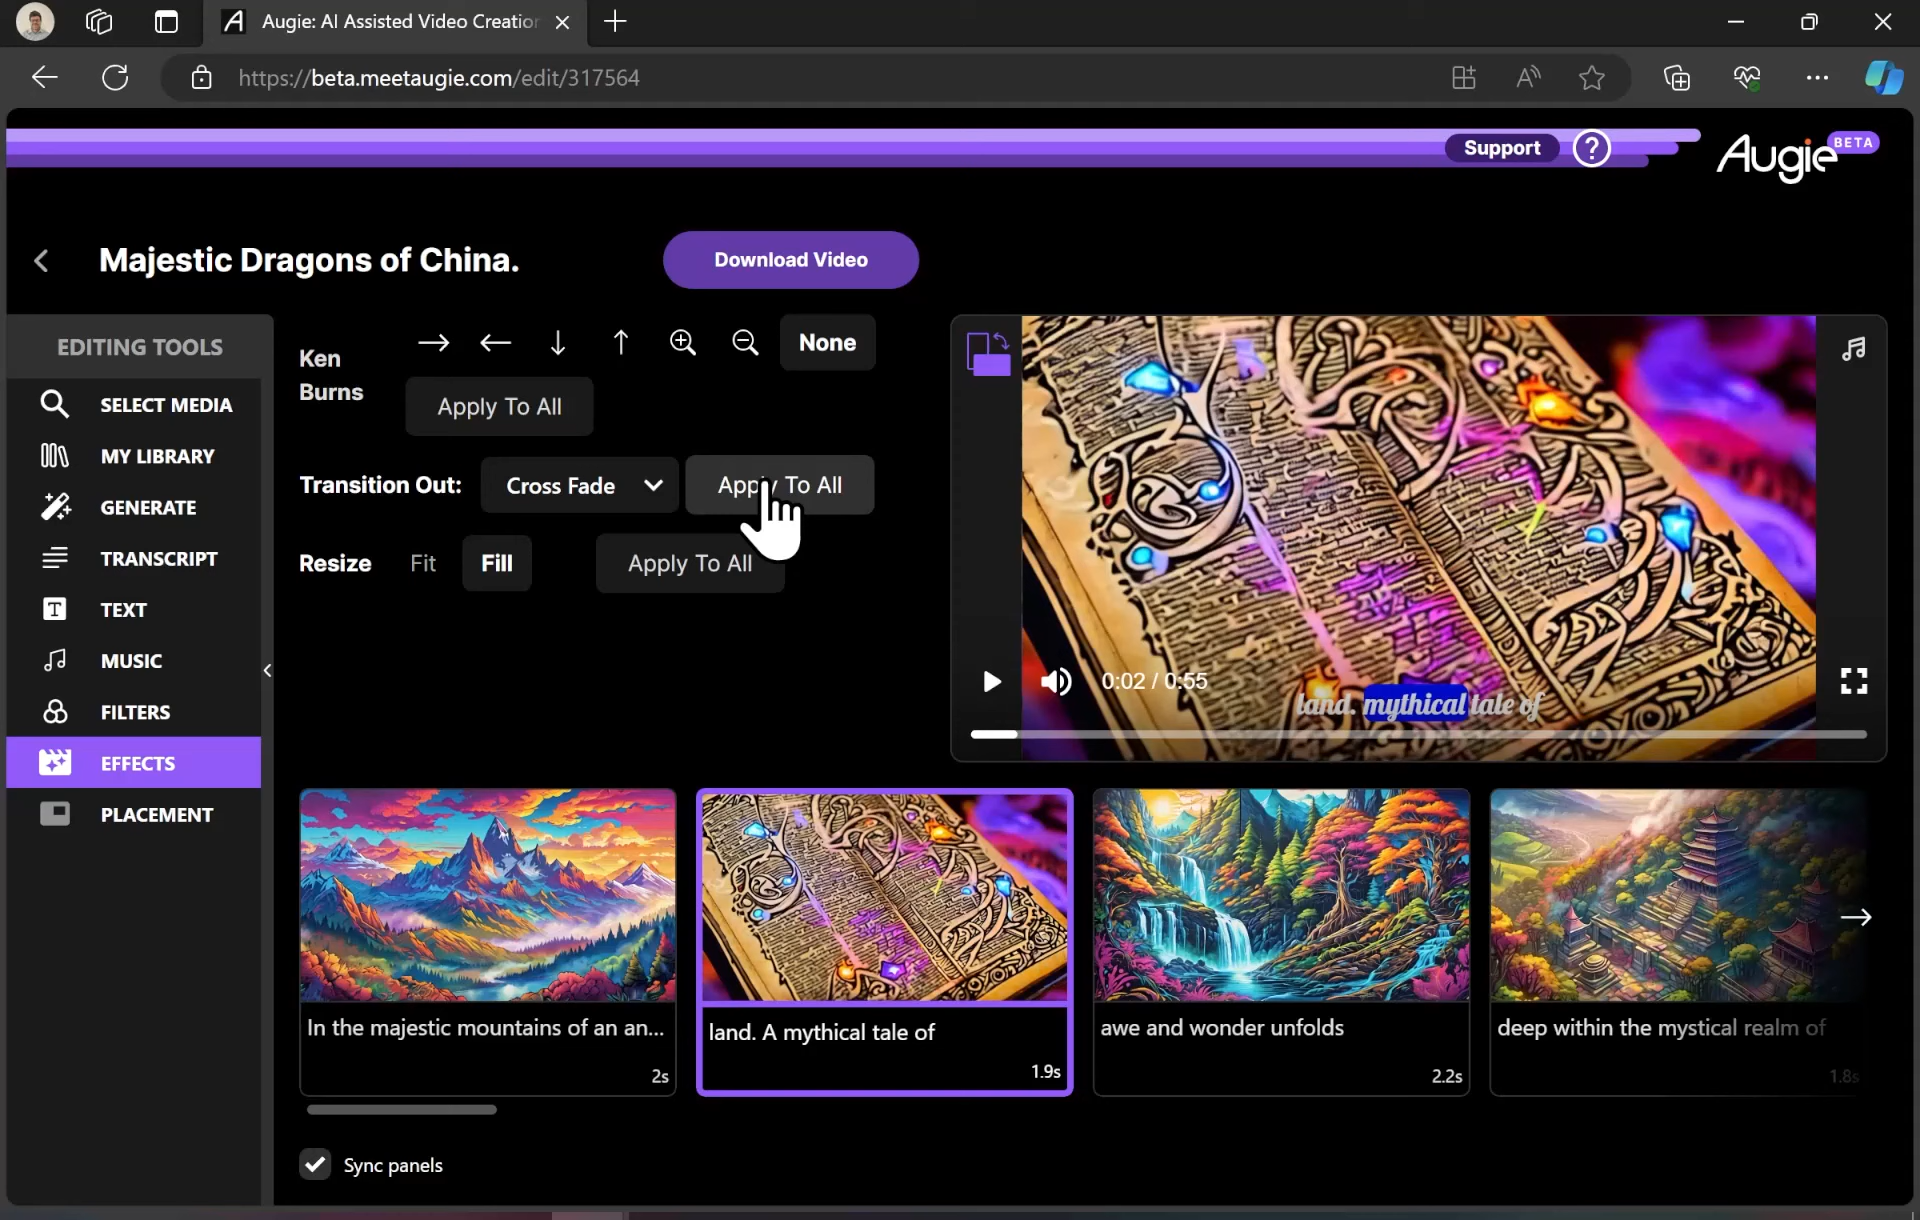 Augie: AI Assisted Video Creation
https://beta.meetaugie.com/edit/317564
Support
?
Augie BETA
Majestic Dragons of China.
Download Video
EDITING TOOLS
SELECT MEDIA
MY LIBRARY
GENERATE
TRANSCRIPT
TEXT
MUSIC
FILTERS
EFFECTS
PLACEMENT
Ken
Burns
None
Apply To All
Transition Out:
Cross Fade
Apply To All
Resize
Fit
Fill
Apply To All
0:02 / 0:55
land. mythical tale of
In the majestic mountains of an an...
2s
land. A mythical tale of
1.9s
awe and wonder unfolds
2.2s
deep within the mystical realm of
1.8s
Sync panels